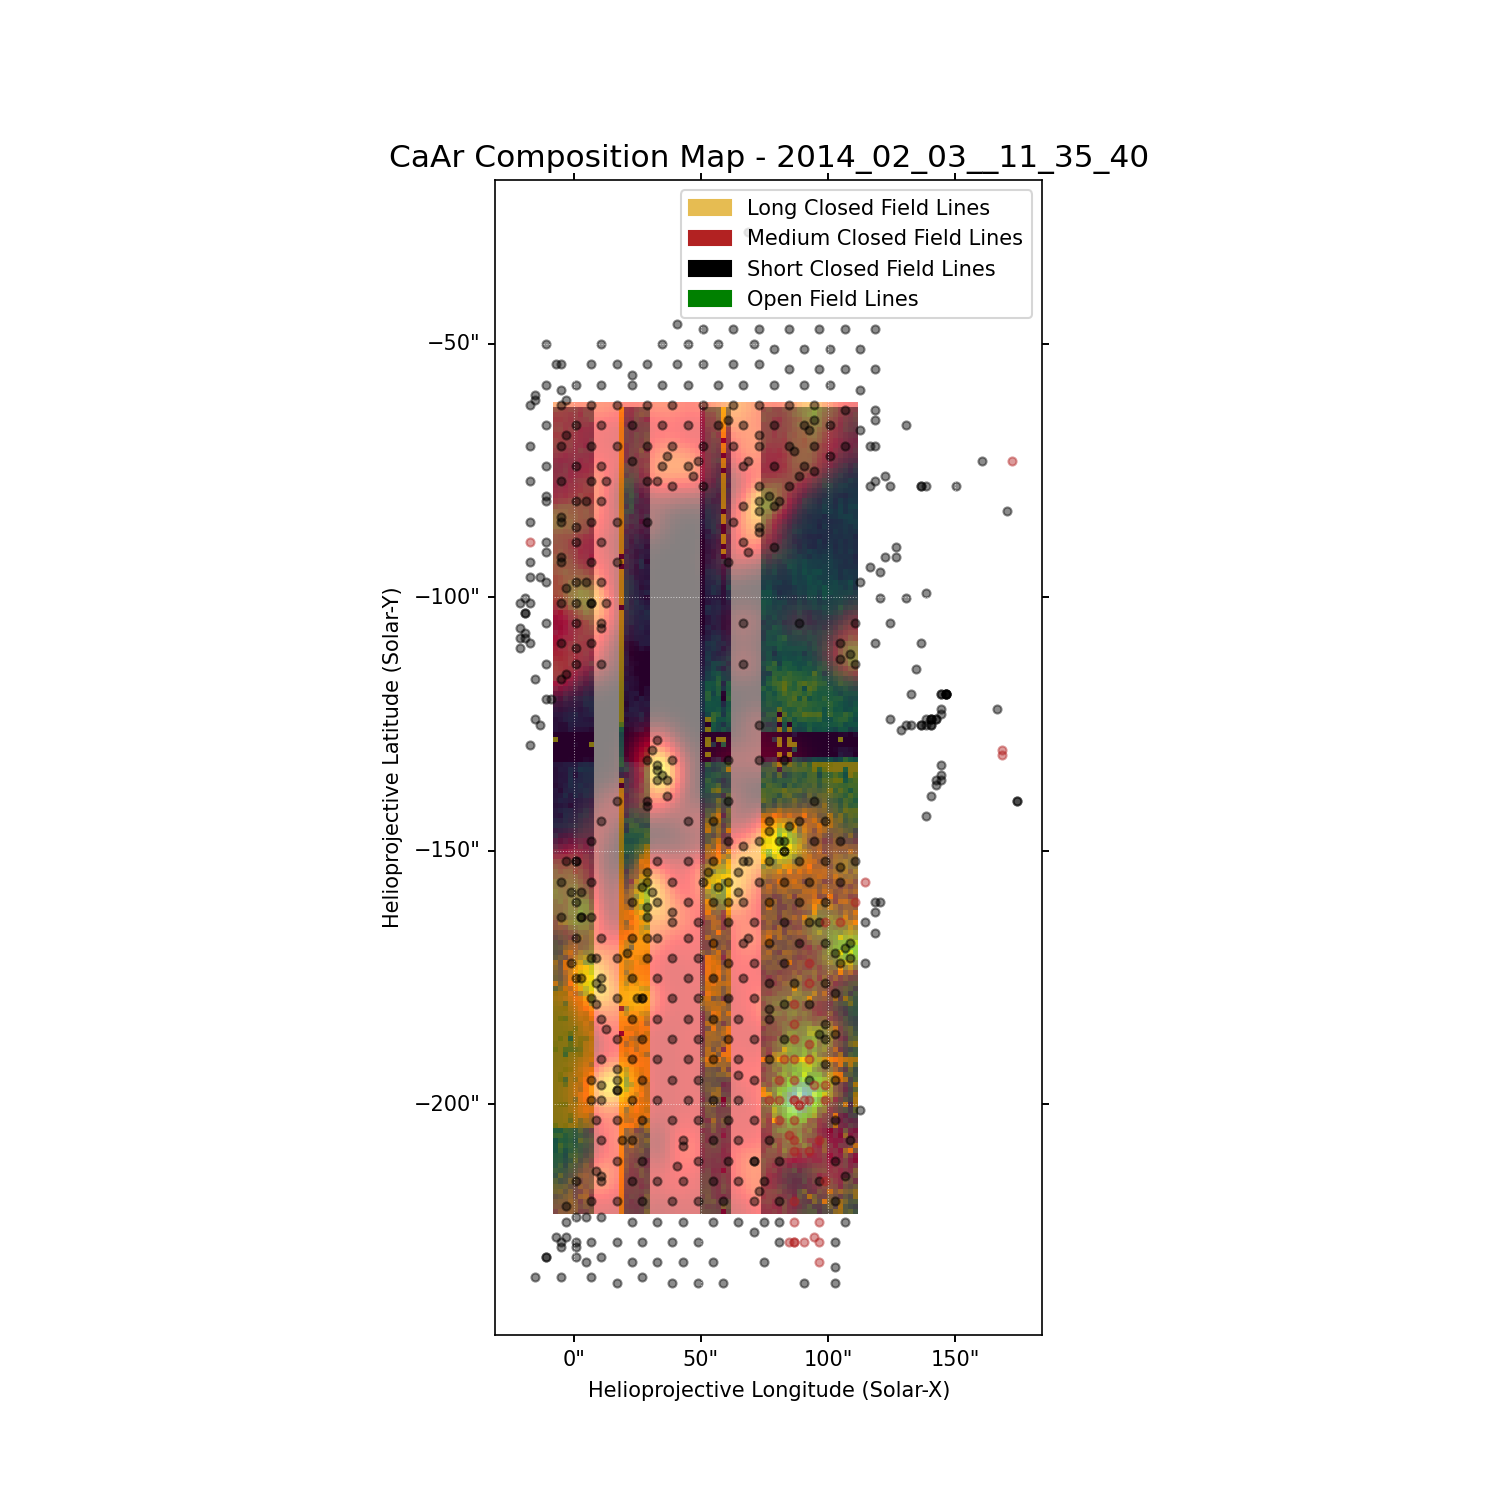 CaAr Composition Map - 2014_02_03__11_35_40
Long Closed Field Lines
Medium Closed Field Lines
Short Closed Field Lines
Open Field Lines
−50"
−100"
−150"
−200"
Helioprojective Latitude (Solar-Y)
0" 50" 100" 150"
Helioprojective Longitude (Solar-X)